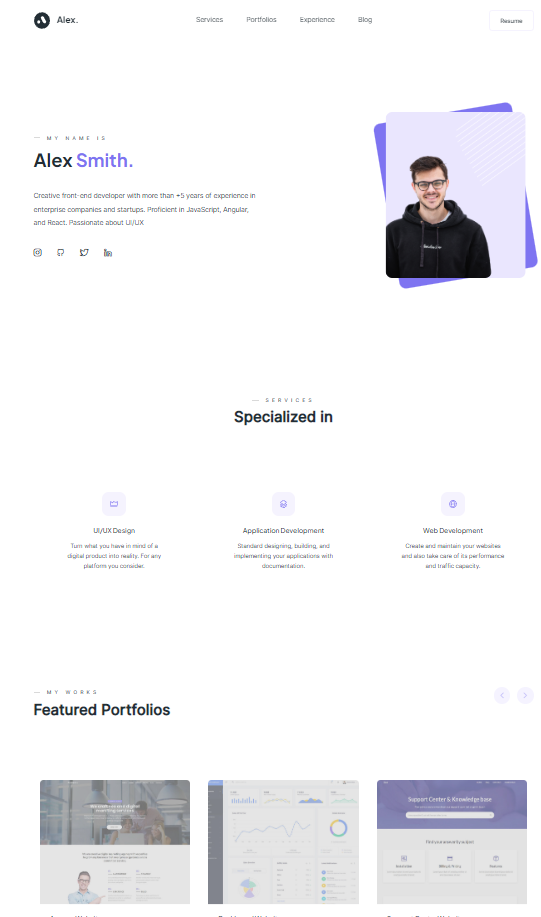 Alex.
Services
Portfolios
Experience
Blog
Resume
— MY NAME IS
Alex Smith.
Creative front-end developer with more than +5 years of experience in
enterprise companies and startups. Proficient in JavaScript, Angular,
and React. Passionate about UI/UX
— SERVICES
Specialized in
UI/UX Design
Turn what you have in mind of a
digital product into reality. For any
platform you consider.
Application Development
Standard designing, building, and
implementing your applications with
documentation.
Web Development
Create and maintain your websites
and also take care of its performance
and traffic capacity.
— MY WORKS
Featured Portfolios
Support Center & Knowledge base